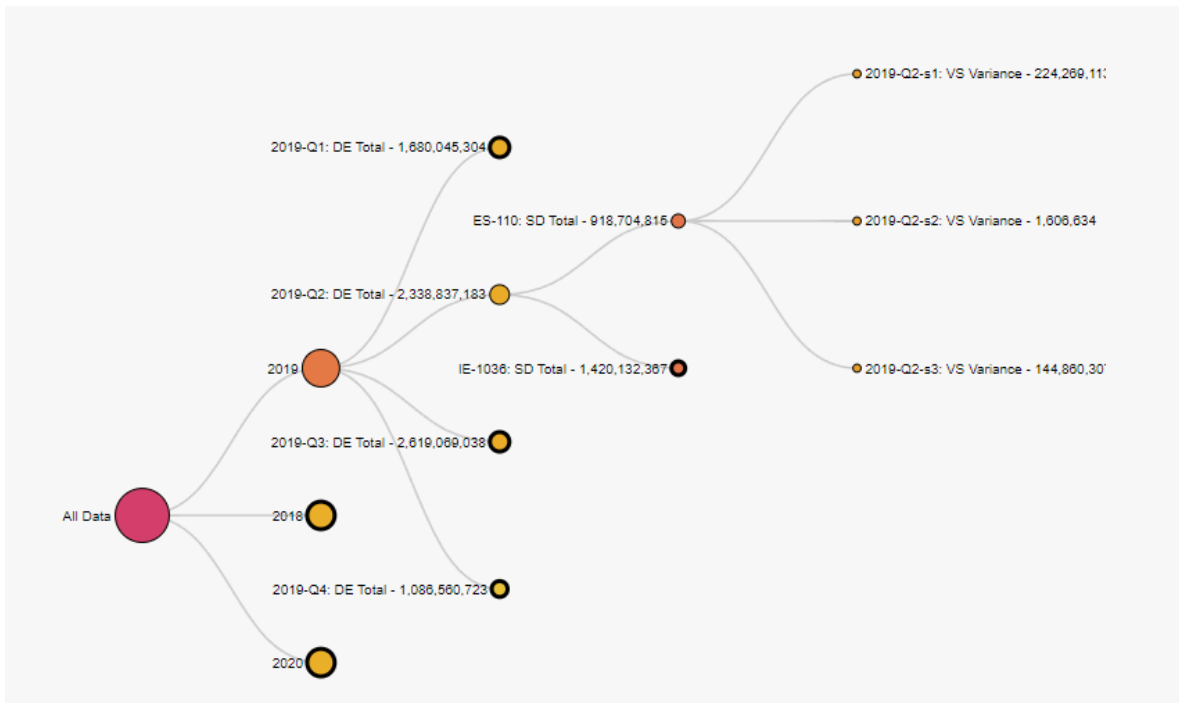 2019-Q2-s1: VS Variance - 224,269,113
2019-Q1: DE Total - 1,680,045,304
ES-110: SD Total - 918,704,815
2019-Q2-s2: VS Variance - 1,606,634
2019-Q2: DE Total - 2,338,837,183
2019
IE-1036: SD Total - 1,420,132,367
2019-Q2-s3: VS Variance - 144,860,307
2019-Q3: DE Total - 2,619,069,038
All Data
2018
2019-Q4: DE Total - 1,086,560,723
2020